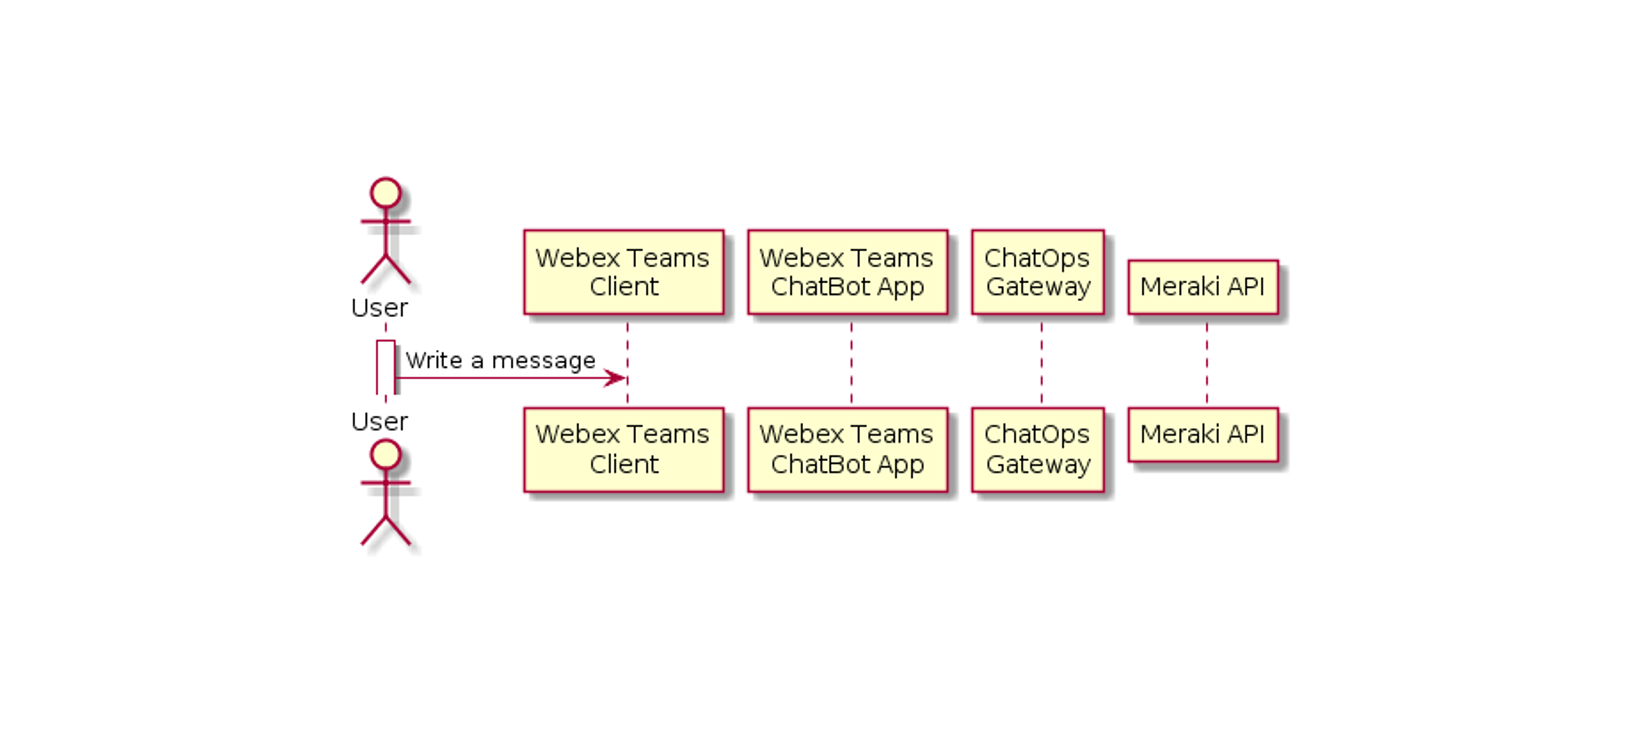 User
Webex Teams
Client
Webex Teams
ChatBot App
ChatOps
Gateway
Meraki API
Write a message
User
Webex Teams
Client
Webex Teams
ChatBot App
ChatOps
Gateway
Meraki API